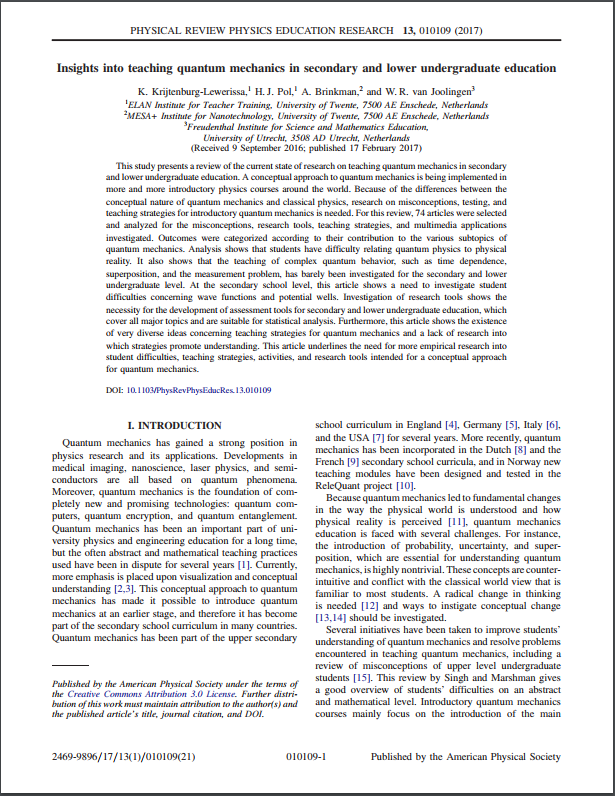 PHYSICAL REVIEW PHYSICS EDUCATION RESEARCH 13, 010109 (2017)
Insights into teaching quantum mechanics in secondary and lower undergraduate education
K. Krijtenburg-Lewerissa,1 H. J. Pol,1 A. Brinkman,2 and W. R. van Joolingen3
1ELAN Institute for Teacher Training, University of Twente, 7500 AE Enschede, Netherlands
2MESA+ Institute for Nanotechnology, University of Twente, 7500 AE Enschede, Netherlands
3Freudenthal Institute for Science and Mathematics Education,
University of Utrecht, 3508 AD Utrecht, Netherlands
(Received 9 September 2016; published 17 February 2017)
This study presents a review of the current state of research on teaching quantum mechanics in secondary
and lower undergraduate education. A conceptual approach to quantum mechanics is being implemented in
more and more introductory physics courses around the world. Because of the differences between the
conceptual nature of quantum mechanics and classical physics, research on misconceptions, testing, and
teaching strategies for introductory quantum mechanics is needed. For this review, 74 articles were selected
and analyzed for the misconceptions, research tools, teaching strategies, and multimedia applications
investigated. Outcomes were categorized according to their contribution to the various subtopics of
quantum mechanics. Analysis shows that students have difficulty relating quantum physics to physical
reality. It also shows that the teaching of complex quantum behavior, such as time dependence,
superposition, and the measurement problem, has barely been investigated for the secondary and lower
undergraduate level. At the secondary school level, this article shows a need to investigate student
difficulties concerning wave functions and potential wells. Investigation of research tools shows the
necessity for the development of assessment tools for secondary and lower undergraduate education, which
cover all major topics and are suitable for statistical analysis. Furthermore, this article shows the existence
of very diverse ideas concerning teaching strategies for quantum mechanics and a lack of research into
which strategies promote understanding. This article underlines the need for more empirical research into
student difficulties, teaching strategies, activities, and research tools intended for a conceptual approach
for quantum mechanics.
DOI: 10.1103/PhysRevPhysEducRes.13.010109
I. INTRODUCTION
Quantum mechanics has gained a strong position in
physics research and its applications. Developments in
medical imaging, nanoscience, laser physics, and semi-
conductors are all based on quantum phenomena.
Moreover, quantum mechanics is the foundation of com-
pletely new and promising technologies: quantum com-
puters, quantum encryption, and quantum entanglement.
Quantum mechanics has been an important part of uni-
versity physics and engineering education for a long time,
but the often abstract and mathematical teaching practices
used have been in dispute for several years [1]. Currently,
more emphasis is placed upon visualization and conceptual
understanding [2,3]. This conceptual approach to quantum
mechanics has made it possible to introduce quantum
mechanics at an earlier stage, and therefore it has become
part of the secondary school curriculum in many countries.
Quantum mechanics has been part of the upper secondary
Published by the American Physical Society under the terms of
the Creative Commons Attribution 3.0 License. Further distri-
bution of this work must maintain attribution to the author(s) and
the published article's title, journal citation, and DOI.
school curriculum in England [4], Germany [5], Italy [6],
and the USA [7] for several years. More recently, quantum
mechanics has been incorporated in the Dutch [8] and the
French [9] secondary school curricula, and in Norway new
teaching modules have been designed and tested in the
ReleQuant project [10].
Because quantum mechanics led to fundamental changes
in the way the physical world is understood and how
physical reality is perceived [11], quantum mechanics
education is faced with several challenges. For instance,
the introduction of probability, uncertainty, and super-
position, which are essential for understanding quantum
mechanics, is highly nontrivial. These concepts are counter-
intuitive and conflict with the classical world view that is
familiar to most students. A radical change in thinking
is needed [12] and ways to instigate conceptual change
[13,14] should be investigated.
Several initiatives have been taken to improve students'
understanding of quantum mechanics and resolve problems
encountered in teaching quantum mechanics, including a
review of misconceptions of upper level undergraduate
students [15]. This review by Singh and Marshman gives
a good overview of students' difficulties on an abstract
and mathematical level. Introductory quantum mechanics
courses mainly focus on the introduction of the main
2469-9896/17/13(1)/010109(21)
010109-1
Published by the American Physical Society